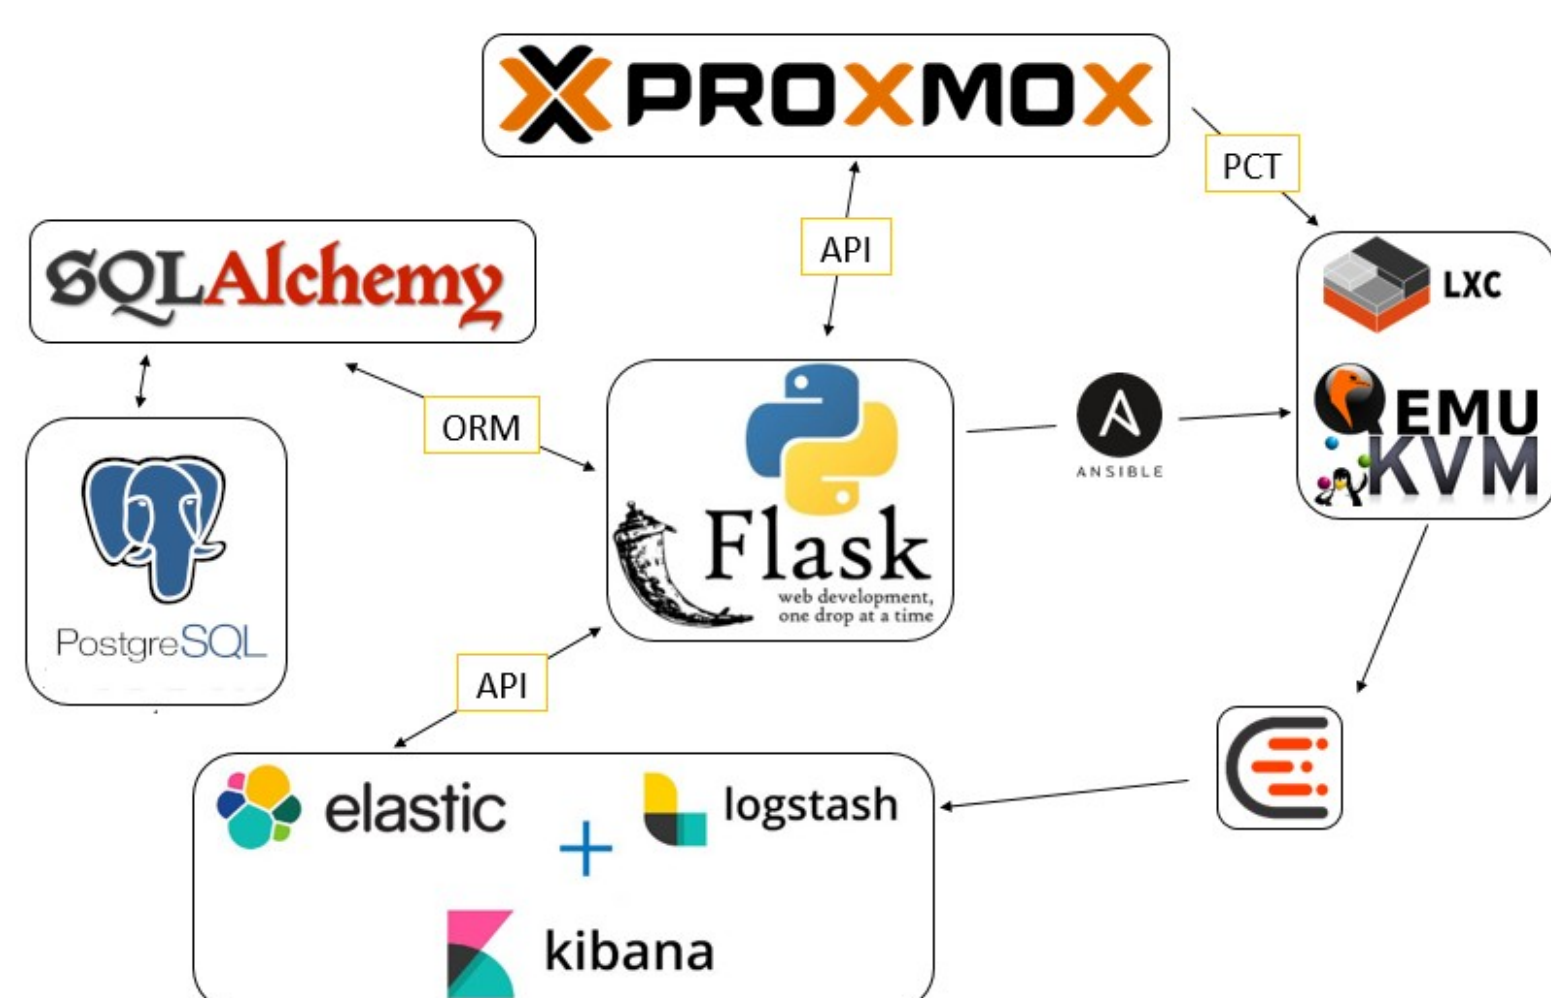 PROXMOX
PCT
API
SQLAlchemy
LXC
ORM
ANSIBLE
QEMU
KVM
Flask
web development,
one drop at a time
PostgreSQL
API
elastic
+
logstash
kibana